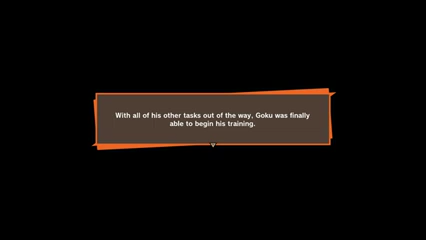 With all of his other tasks out of the way, Goku was finally
able to begin his training.